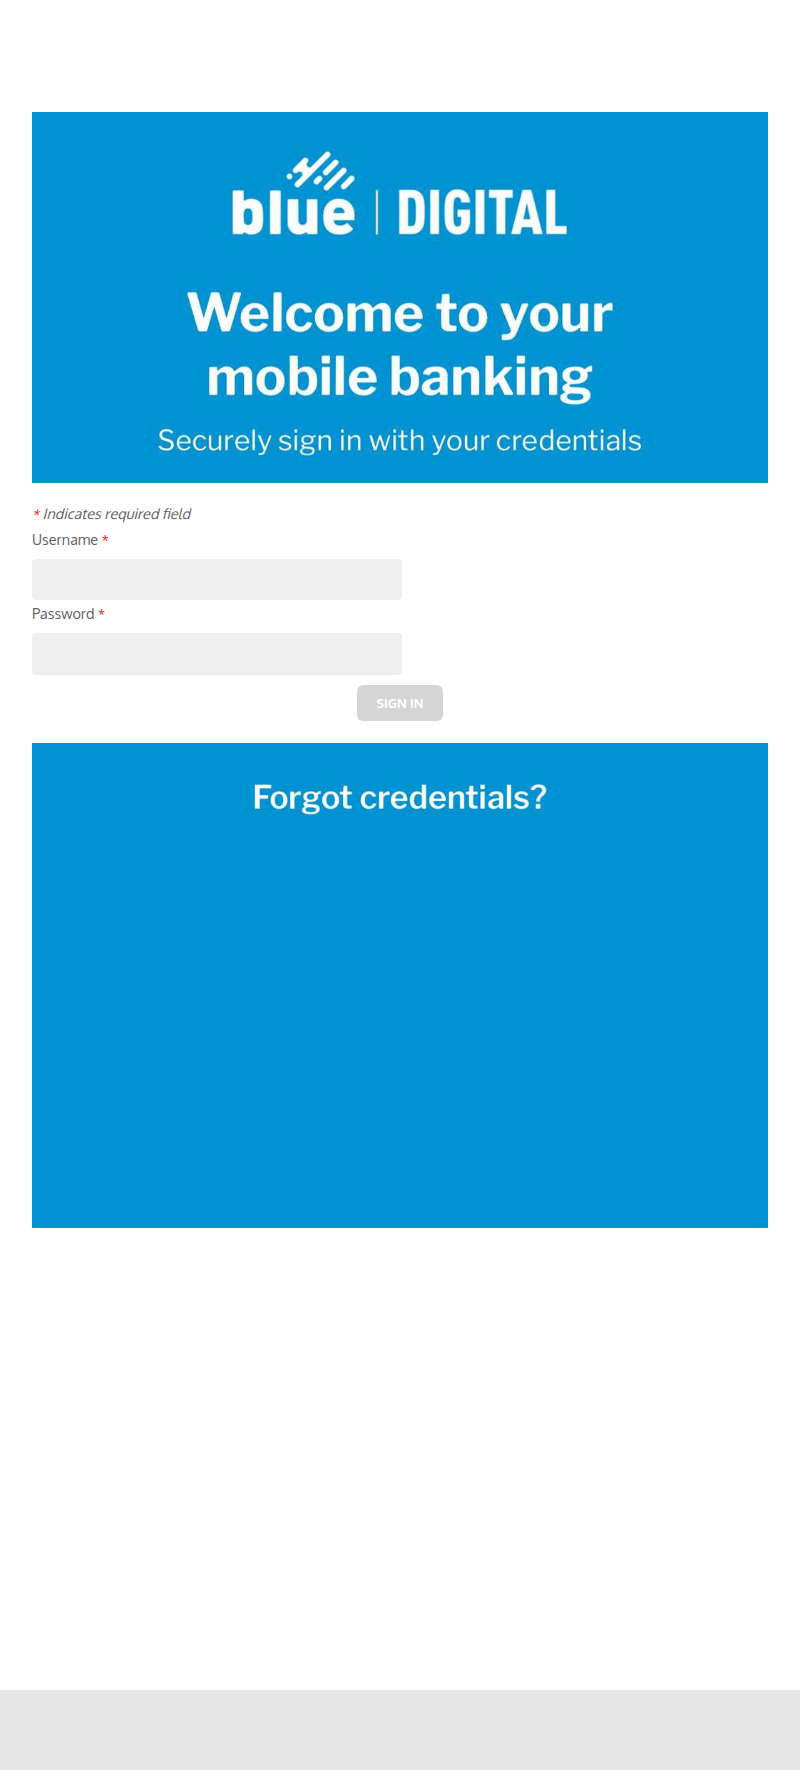 blue | DIGITAL
Welcome to your
mobile banking
Securely sign in with your credentials
* Indicates required field
Username *
Password *
SIGN IN
Forgot credentials?